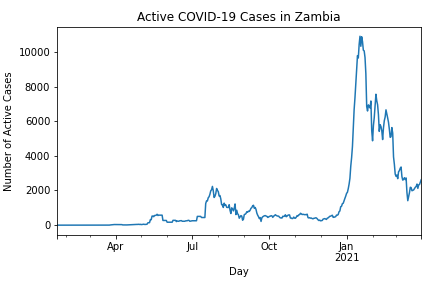 Active COVID-19 Cases in Zambia
Number of Active Cases
10000
8000
6000
4000
2000
0
Apr
Jul
Oct
Jan
2021
Day